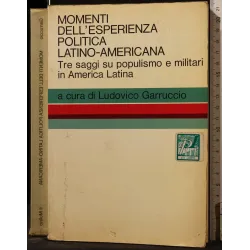 MOMENTI
DELL'ESPERIENZA
POLITICA
LATINO-AMERICANA
Tre saggi su populismo e militari
in America Latina
a cura di Ludovico Garruccio